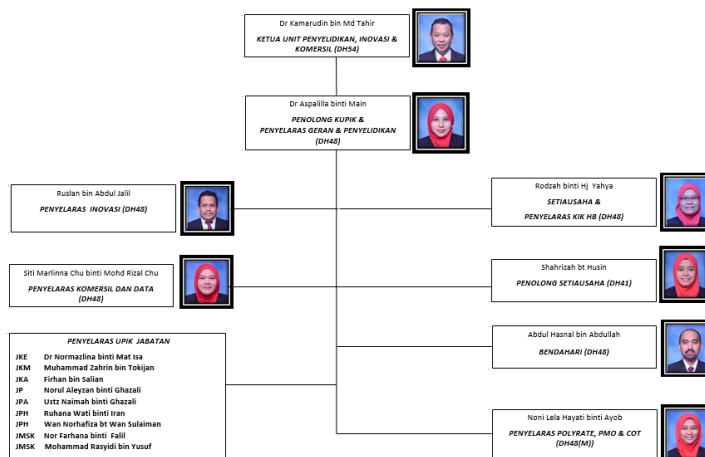 Dr Kamarudin bin Md Tahir
KETUA UNIT PENYELIDIKAN, INOVASI &
KOMERSIL (DH54)
Dr Aspalilla binti Main
PENOLONG KUPIK &
PENYELARAS GERAN & PENYELIDIKAN
(DH48)
Ruslan bin Abdul Jalil
PENYELARAS INOVASI (DH48)
Rodzah binti Hj Yahya
SETIAUSAHA &
PENYELARAS KIK HB (DH48)
Siti Marlinna Chu binti Mohd Rizal Chu
PENYELARAS KOMERSIL DAN DATA
(DH48)
Shahrizah bt Husin
PENOLONG SETIAUSAHA (DH41)
Abdul Hasnal bin Abdullah
BENDAHARI (DH48)
PENYELARAS UPIK JABATAN
JKE Dr Normazlina binti Mat Isa
JKM Muhammad Zahrin bin Tokijan
JKA Firhan bin Salian
JP Norul Aleyzan binti Ghazali
JPA Ustz Naimah binti Ghazali
JPH Ruhana Wati binti Iran
JPH Wan Norhafiza bt Wan Sulaiman
JMSK Nor Farhana binti Falil
JMSK Mohammad Rasyidi bin Yusuf
Noni Lela Hayati binti Ayob
PENYELARAS POLYRATE, PMO & COT
(DH48(M))